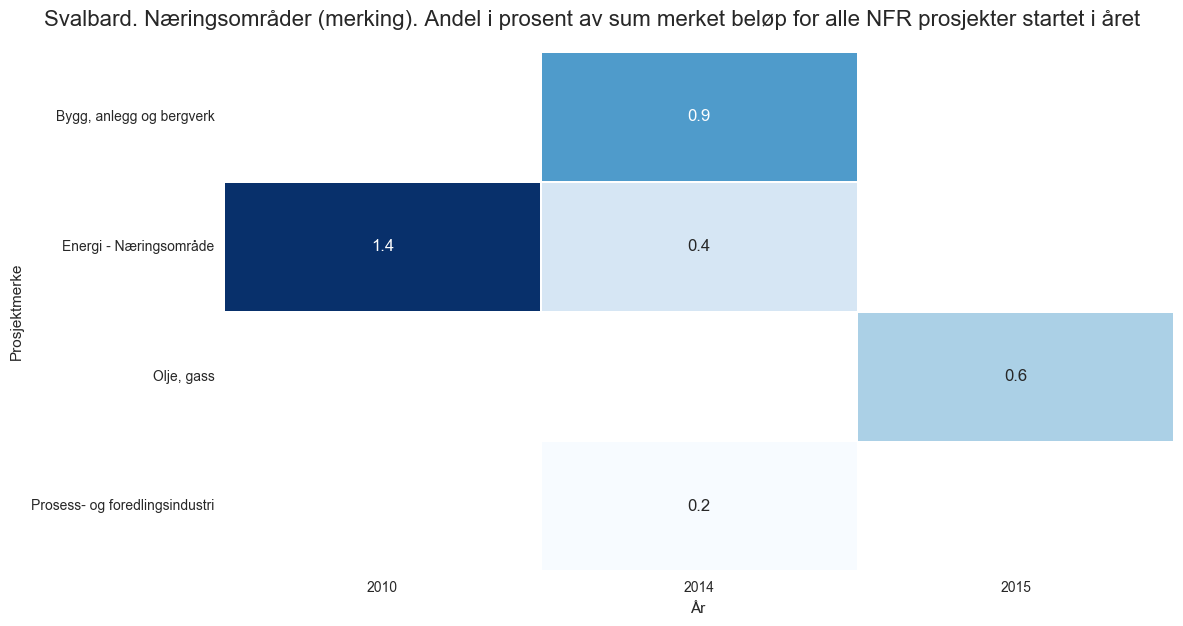 Svalbard. Næringsområder (merking). Andel i prosent av sum merket beløp for alle NFR prosjekter startet i året
Prosjektmerke
Bygg, anlegg og bergverk
0.9
Energi - Næringsområde
1.4
0.4
Olje, gass
0.6
Prosess- og foredlingsindustri
0.2
2010
2014
2015
År